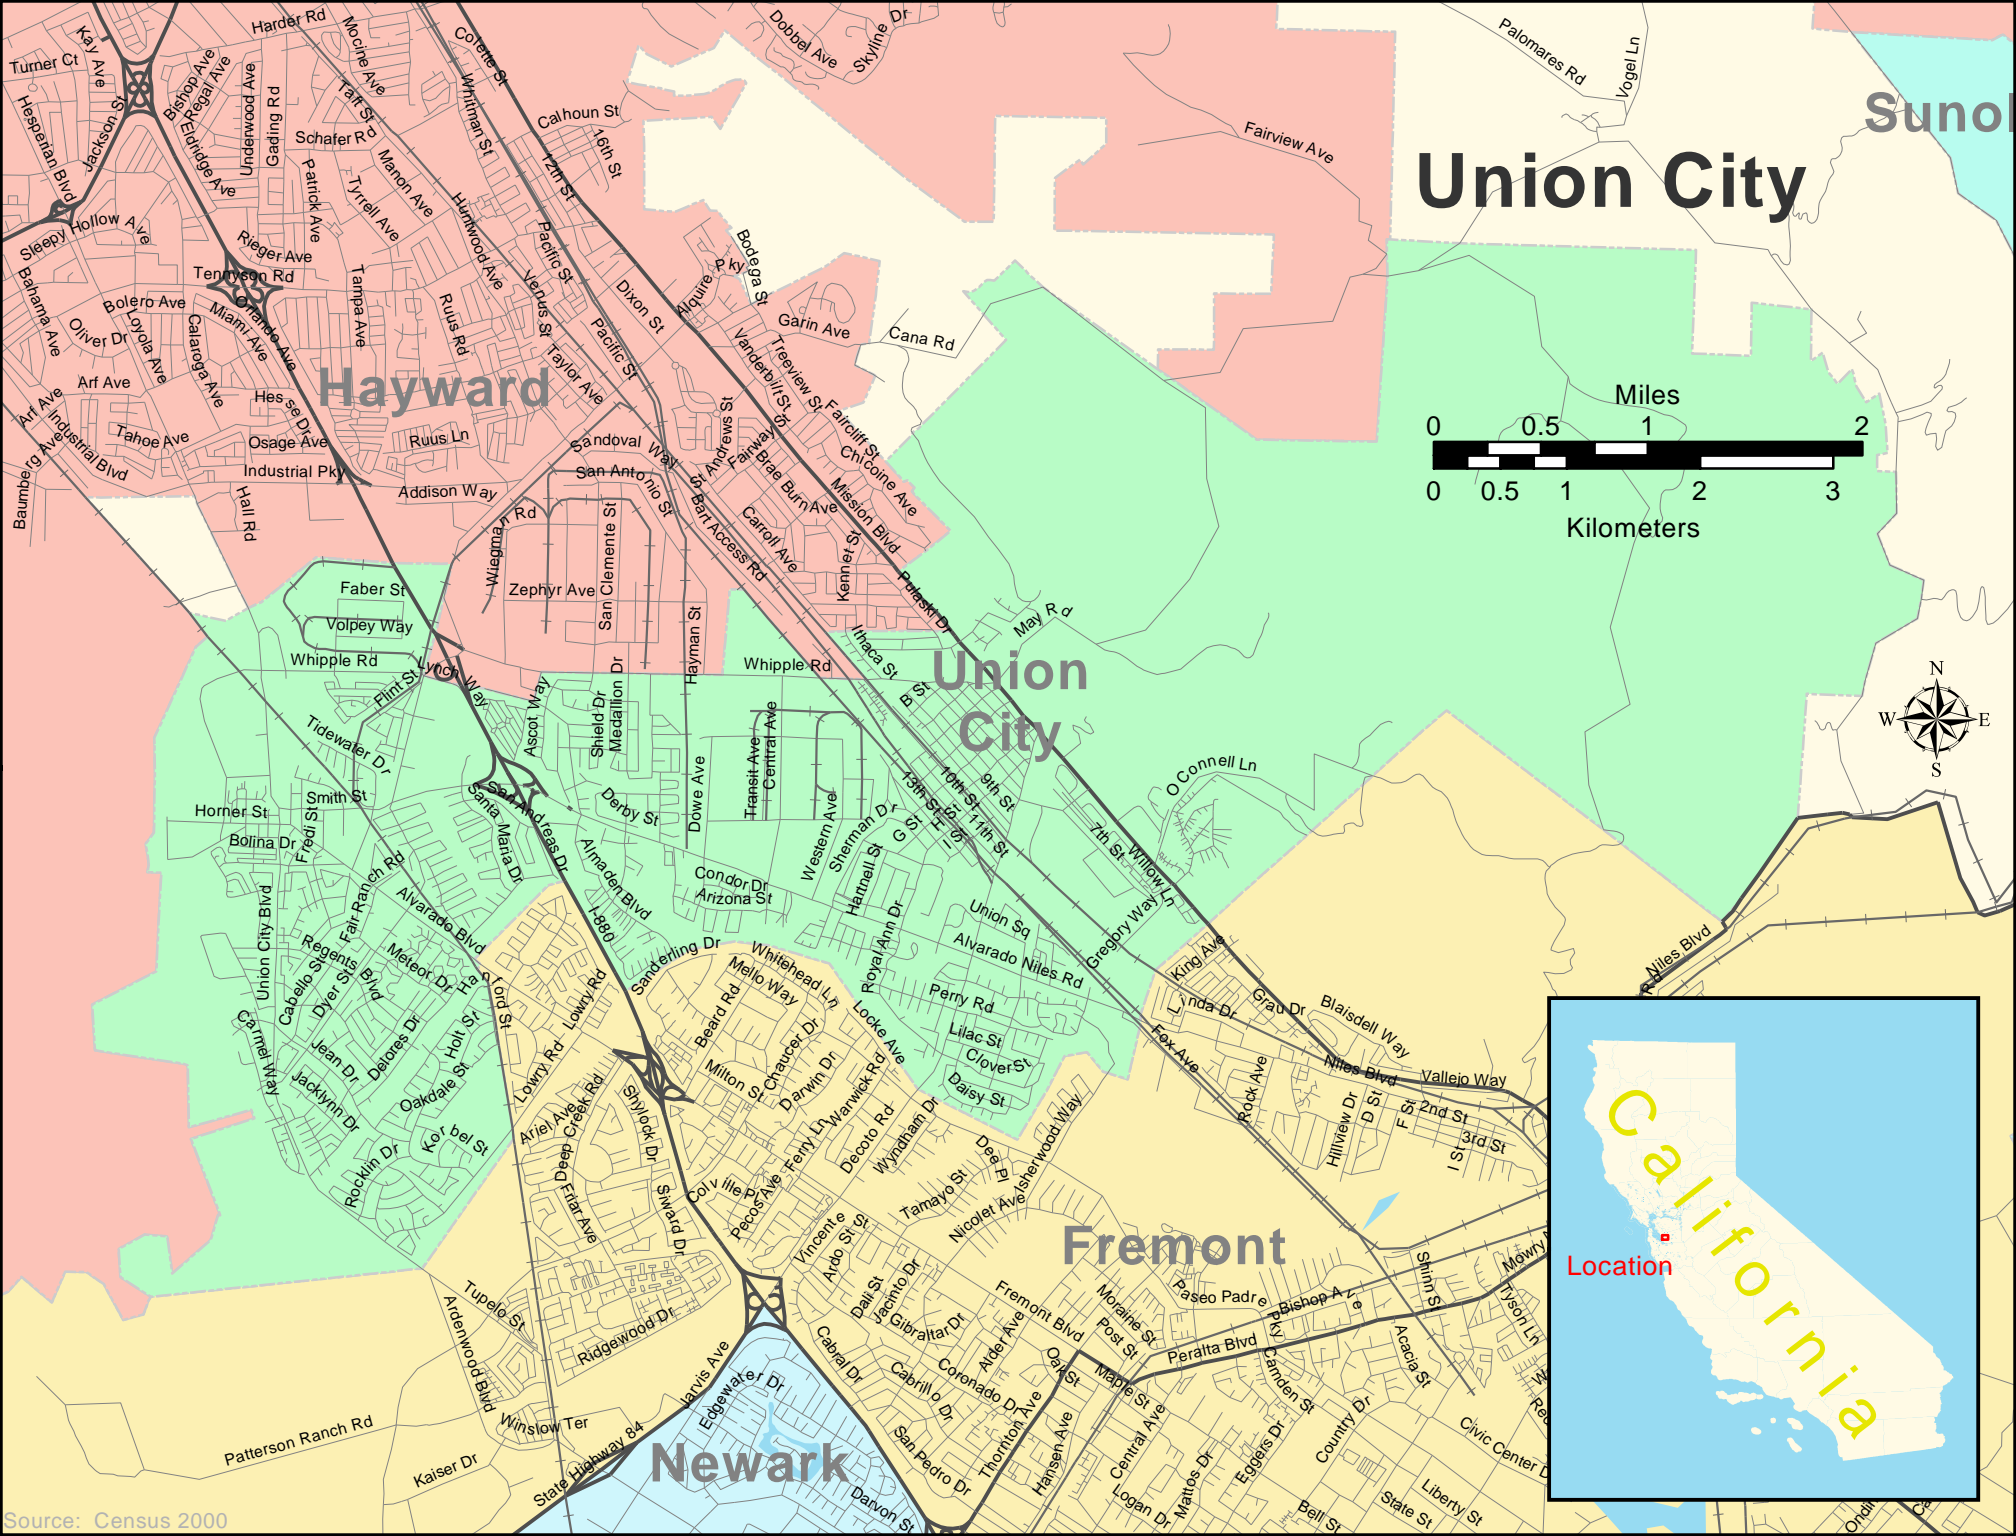 Union City
Sunol
Hayward
Union
City
Fremont
Newark
Miles
0 0.5 1 2
0 0.5 1 2 3
Kilometers
N
W E
S
California
Location
Source: Census 2000
Harder Rd
Kay Ave
Turner Ct
Bishop Ave
Regal Ave
Mocine Ave
Colette St
Dobbel Ave
Skyline Dr
Palomares Rd
Vogel Ln
Hesperian Blvd
Jackson St
Eldridge Ave
Underwood Ave
Gading Rd
Taft St
Schafer Rd
Whitman St
Calhoun St
16th St
12th St
Fairview Ave
Patrick Ave
Tyrrell Ave
Manon Ave
Huntwood Ave
Sleepy Hollow Ave
Rieger Ave
Tennyson Rd
Pacific St
Venus St
Dixon St
Alquire Pky
Bodega St
Bahama Ave
Bolero Ave
Oliver Dr
Loyola Ave
Calaroga Ave
Miami Ave
Orlando Ave
Tampa Ave
Ruus Rd
Pacific St
Taylor Ave
Garin Ave
Cana Rd
Vanderbilt St
Treeview St
Arf Ave
Arf Ave
Hesse Dr
Industrial Blvd
Tahoe Ave
Osage Ave
Ruus Ln
Sandoval Way
St Andrews St
Fairway St
Faircliff St
Baumberg Ave
Industrial Pky
Addison Way
San Antonio St
Brae Burn Ave
Chicoine Ave
Mission Blvd
Hall Rd
Wiegman Rd
San Clemente St
Bart Access Rd
Carroll Ave
Kennet St
Faber St
Zephyr Ave
Pulaski Dr
Volpey Way
Hayman St
May Rd
Whipple Rd
Lynch Way
Flint St
Whipple Rd
Ithaca St
B St
Ascot Way
Shield Dr
Medallion Dr
Tidewater Dr
Transit Ave
Central Ave
O Connell Ln
Horner St
Smith St
Fredi St
Bolina Dr
Santa Maria Dr
San Andreas Dr
Derby St
Dowe Ave
Western Ave
Sherman Dr
G St
H St
I St
13th St
10th St
9th St
11th St
7th St
Willow Ln
Fair Ranch Rd
Alvarado Blvd
Almaden Blvd
I-880
Condor Dr
Arizona St
Hartnell St
Royal Ann Dr
Union Sq
Alvarado Niles Rd
Gregory Way
Union City Blvd
Regents Blvd
Cabello St
Dyer St
Meteor Dr
Hanford St
Sanderling Dr
Whitehead Ln
Mello Way
King Ave
Niles Blvd
Rd
Carmel Way
Jean Dr
Jacklynn Dr
Delores Dr
Holt St
Oakdale St
Lowry Rd
Lowry Rd
Beard Rd
Chaucer Dr
Locke Ave
Perry Rd
Lilac St
Clover St
Daisy St
Linda Dr
Grau Dr
Blaisdell Way
Fox Ave
Milton St
Darwin Dr
Warwick Rd
Niles Blvd
Vallejo Way
Rock Ave
Hillview Dr
D St
F St
2nd St
3rd St
I St
Korbel St
Rocklin Dr
Ariel Ave
Deep Creek Rd
Shylock Dr
Ferry Ln
Decoto Rd
Wyndham Dr
Dee Pl
Isherwood Way
Friar Ave
Siward Dr
Colville Pl
Pecos Ave
Vincente St
Ardo St
Tamayo St
Nicolet Ave
Tupelo St
Ardenwood Blvd
Ridgewood Dr
Dali St
Jacinto Dr
Gibraltar Dr
Fremont Blvd
Alder Ave
Moraine St
Post St
Paseo Padre Pky
Bishop Ave
Shinn St
Mowry A
Tyson Ln
Jarvis Ave
Edgewater Dr
Cabral Dr
Cabrillo Dr
Coronado Dr
Oak St
Maple St
Peralta Blvd
Camden St
Acacia St
Patterson Ranch Rd
Kaiser Dr
Winslow Ter
State Highway 84
Darvon St
San Pedro Dr
Thornton Ave
Hansen Ave
Central Ave
Logan Dr
Mattos Dr
Eggers Dr
Country Dr
Civic Center D
Bell St
State St
Liberty St